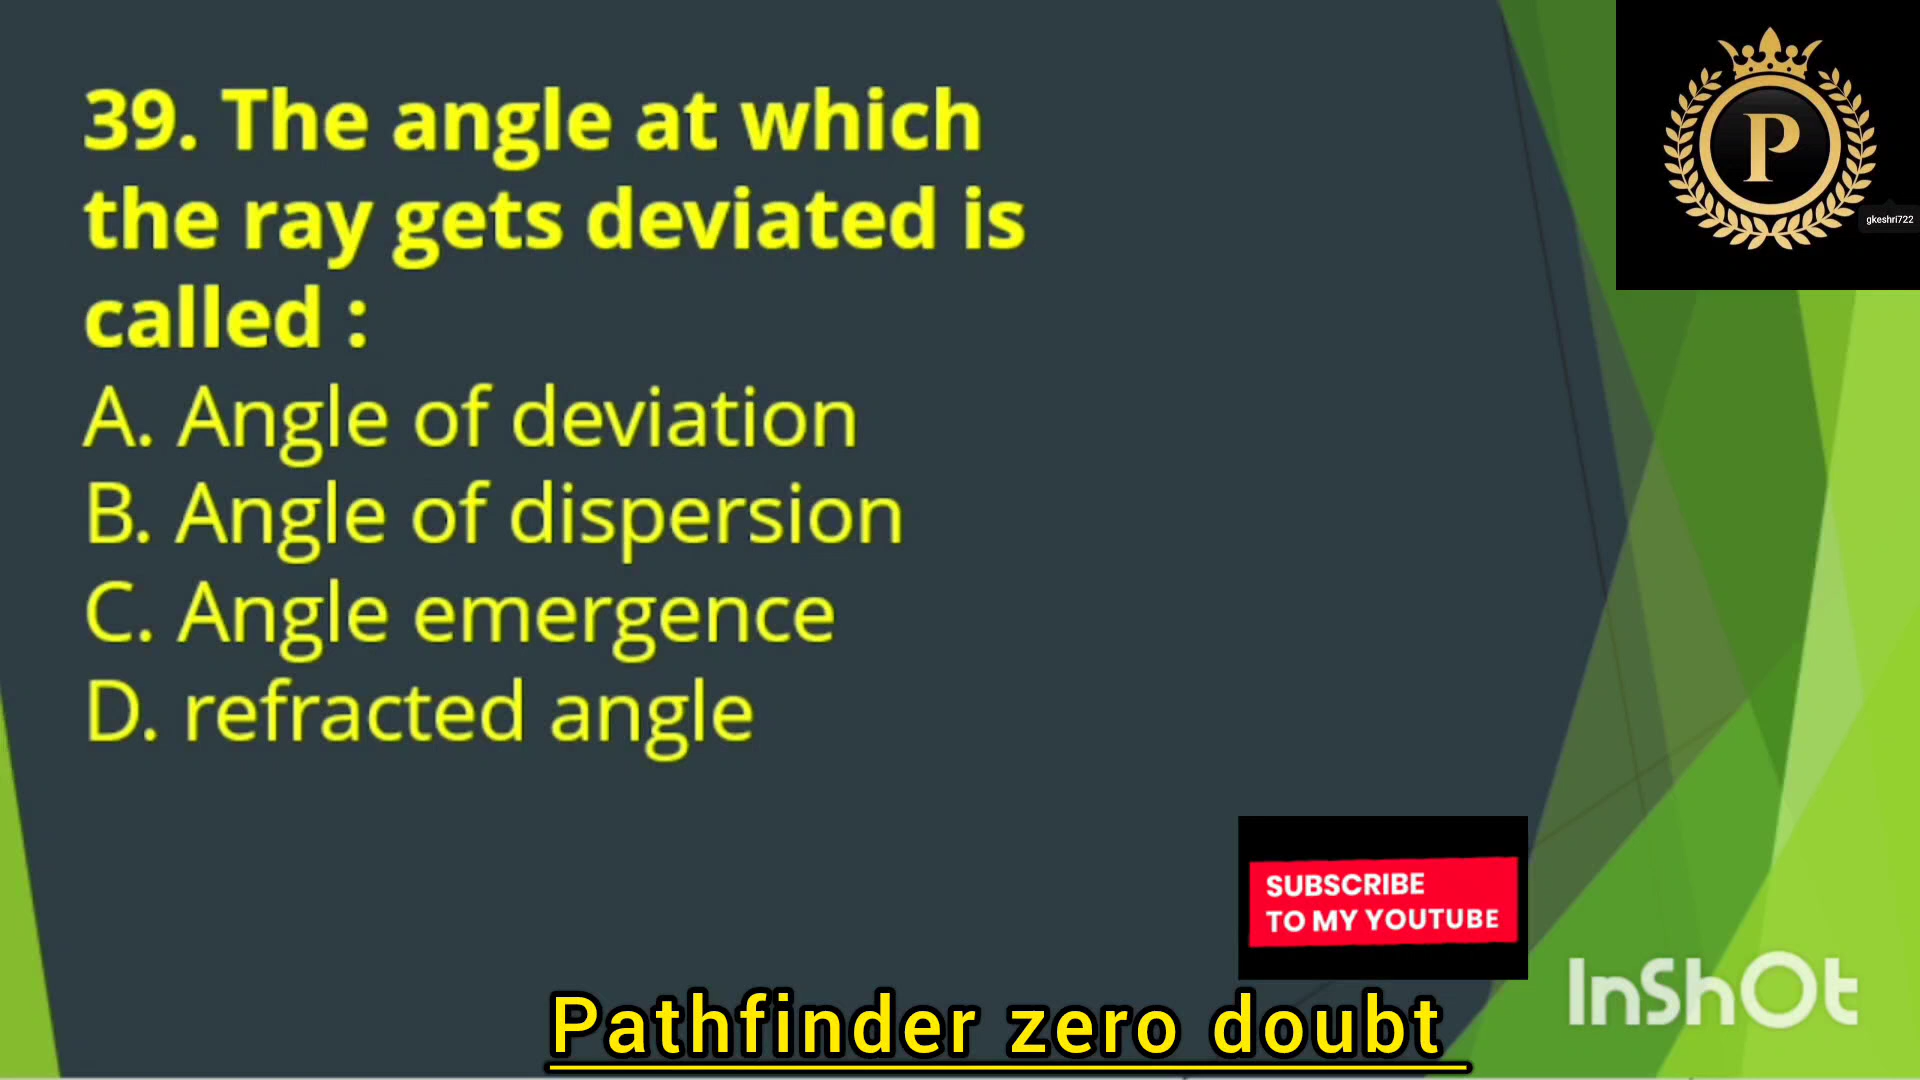 39. The angle at which
the ray gets deviated is
called :
A. Angle of deviation
B. Angle of dispersion
C. Angle emergence
D. refracted angle
P
gkeshri722
SUBSCRIBE
TO MY YOUTUBE
InShOt
Pathfinder zero doubt